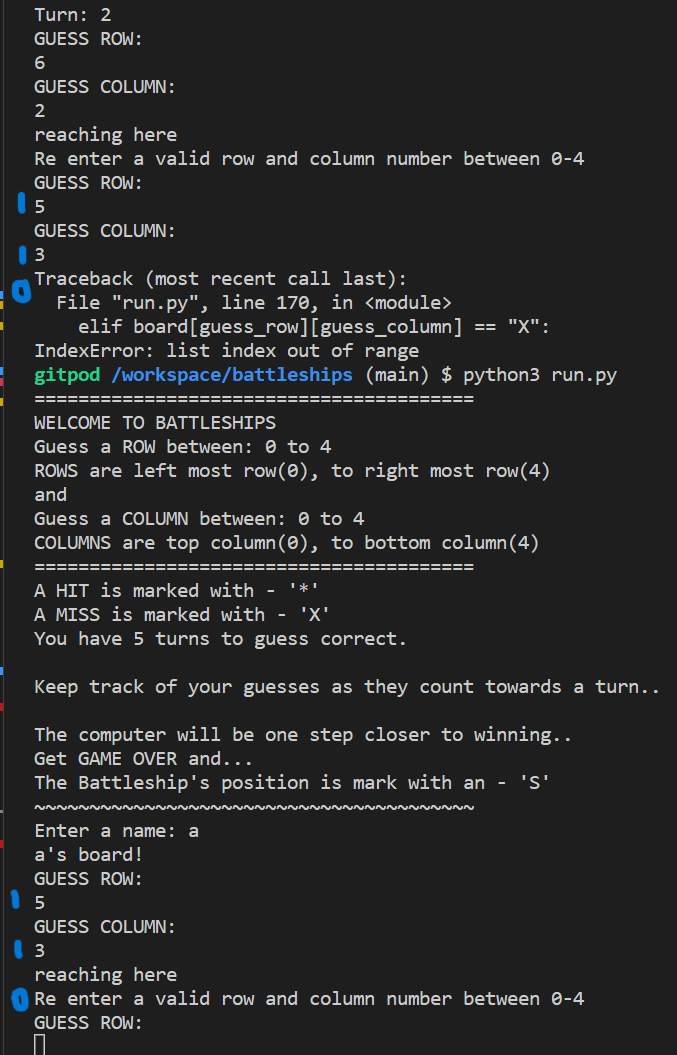 Turn: 2
GUESS ROW:
6
GUESS COLUMN:
2
reaching here
Re enter a valid row and column number between 0-4
GUESS ROW:
5
GUESS COLUMN:
3
Traceback (most recent call last):
  File "run.py", line 170, in <module>
    elif board[guess_row][guess_column] == "X":
IndexError: list index out of range
gitpod /workspace/battleships (main) $ python3 run.py
========================================
WELCOME TO BATTLESHIPS
Guess a ROW between: 0 to 4
ROWS are left most row(0), to right most row(4)
and
Guess a COLUMN between: 0 to 4
COLUMNS are top column(0), to bottom column(4)
========================================
A HIT is marked with - '*'
A MISS is marked with - 'X'
You have 5 turns to guess correct.
Keep track of your guesses as they count towards a turn..
The computer will be one step closer to winning..
Get GAME OVER and...
The Battleship's position is mark with an - 'S'
~~~~~~~~~~~~~~~~~~~~~~~~~~~~~~~~~~~~~~~~
Enter a name: a
a's board!
GUESS ROW:
5
GUESS COLUMN:
3
reaching here
Re enter a valid row and column number between 0-4
GUESS ROW: